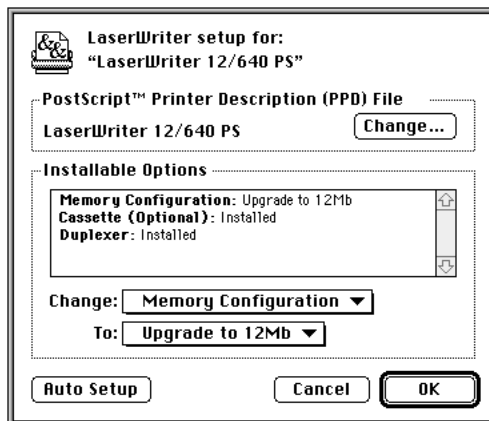 LaserWriter setup for:
“LaserWriter 12/640 PS”
PostScript™ Printer Description (PPD) File
LaserWriter 12/640 PS
Change...
Installable Options
Memory Configuration: Upgrade to 12Mb
Cassette (Optional): Installed
Duplexer: Installed
Change: Memory Configuration
To: Upgrade to 12Mb
Auto Setup Cancel OK